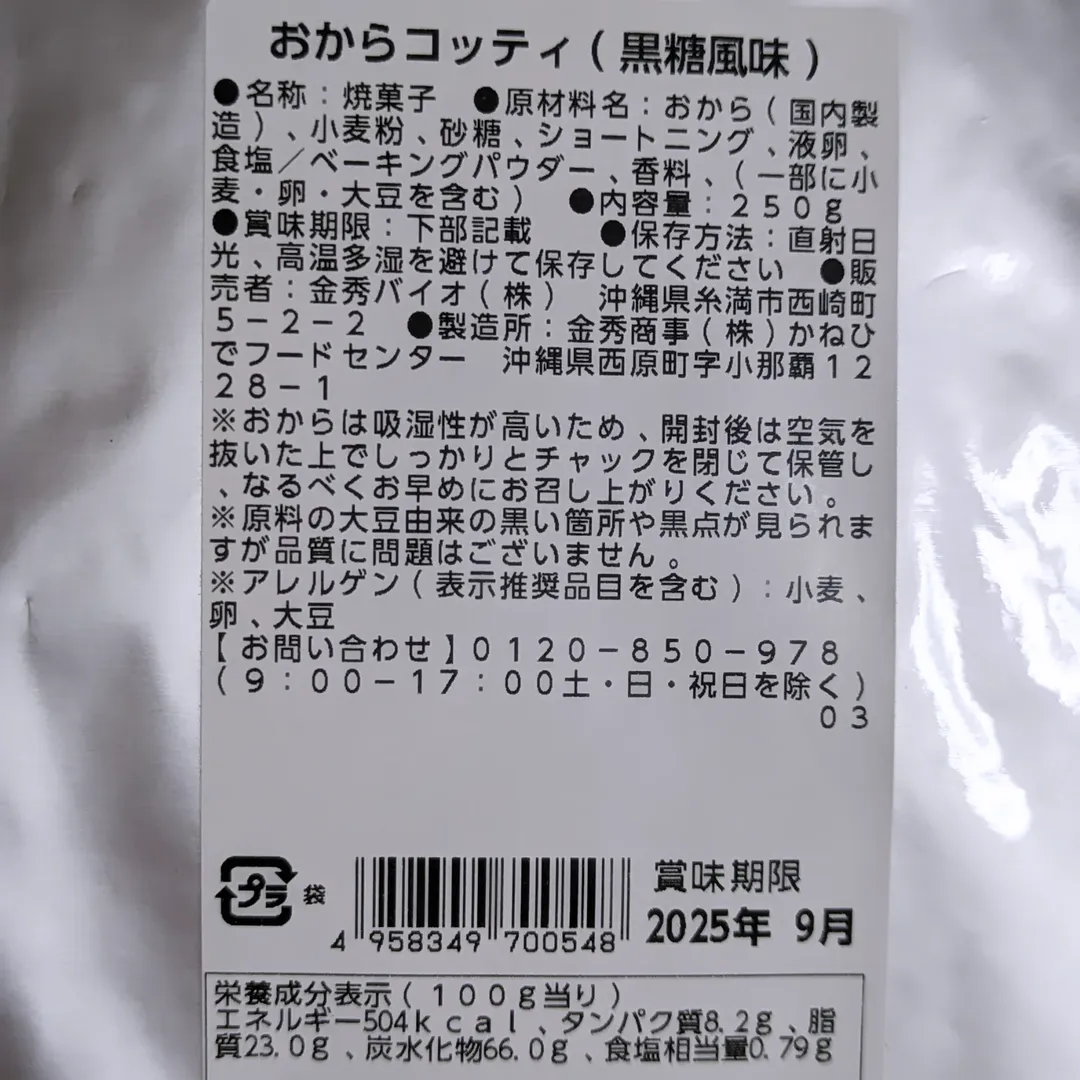 おからコッティ(黒糖風味)
●名称:焼菓子 ●原材料名:おから(国内製
造)、小麦粉、砂糖、ショートニング、液卵、
食塩/ベーキングパウダー、香料、(一部に小
麦・卵・大豆を含む) ●内容量:250g
●賞味期限:下部記載 ●保存方法:直射日
光、高温多湿を避けて保存してください ●販
売者:金秀バイオ(株) 沖縄県糸満市西崎町
5-2-2 ●製造所:金秀商事(株)かねひ
でフードセンター 沖縄県西原町字小那覇12
28-1
※おからは吸湿性が高いため、開封後は空気を
抜いた上でしっかりとチャックを閉じて保管し
、なるべくお早めにお召し上がりください。
※原料の大豆由来の黒い箇所や黒点が見られま
すが品質に問題はございません。
※アレルゲン(表示推奨品目を含む):小麦、
卵、大豆
【お問い合わせ】0120-850-978
(9:00-17:00土・日・祝日を除く)
03
プラ 袋
4 958349 700548
賞味期限
2025年 9月
栄養成分表示(100g当り)
エネルギー504kcal、タンパク質8.2g、脂
質23.0g、炭水化物66.0g、食塩相当量0.79g